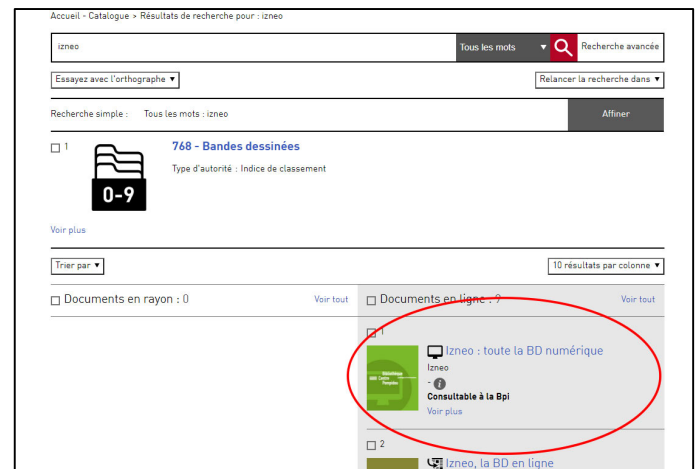 Accueil - Catalogue > Résultats de recherche pour : izneo
izneo Tous les mots ▼ Recherche avancée
Essayez avec l'orthographe ▼ Relancer la recherche dans ▼
Recherche simple : Tous les mots : izneo Affiner
1 768 - Bandes dessinées
Type d'autorité : Indice de classement
0-9
Voir plus
Trier par ▼ 10 résultats par colonne ▼
Documents en rayon : 0 Voir tout
Documents en ligne : 9 Voir tout
1
Izneo : toute la BD numérique
Izneo
- i
Consultable à la Bpi
Voir plus
2
Izneo, la BD en ligne